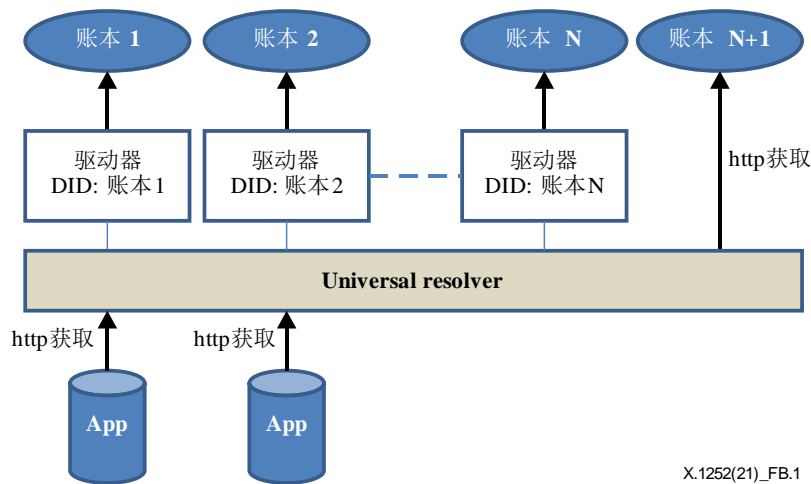 账本 1
账本 2
账本 N
账本 N+1
驱动器
DID: 账本1
驱动器
DID: 账本2
驱动器
DID: 账本N
http获取
Universal resolver
http获取
http获取
App
App
X.1252(21)_FB.1